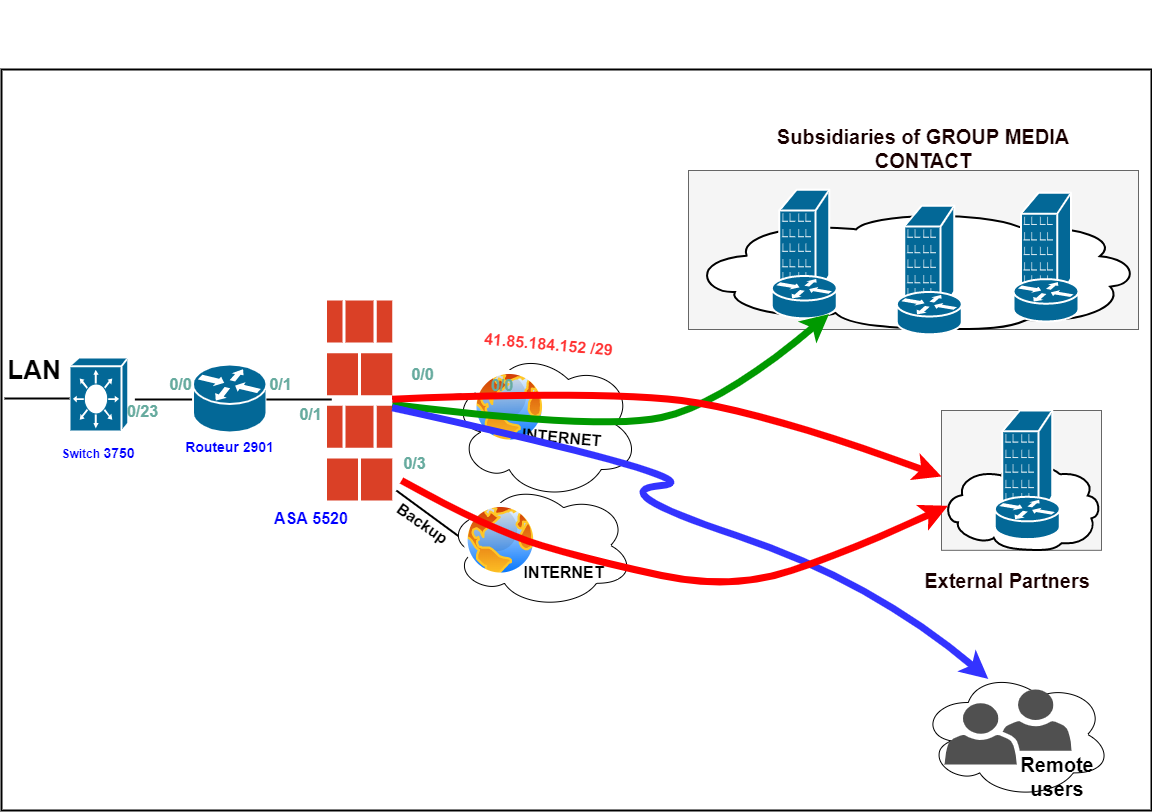 Subsidiaries of GROUP MEDIA
CONTACT
41.85.184.152 /29
LAN
0/0
0/1
0/0
0/0
0/23
0/1
Switch 3750
Routeur 2901
INTERNET
0/3
ASA 5520
Backup
INTERNET
External Partners
Remote
users